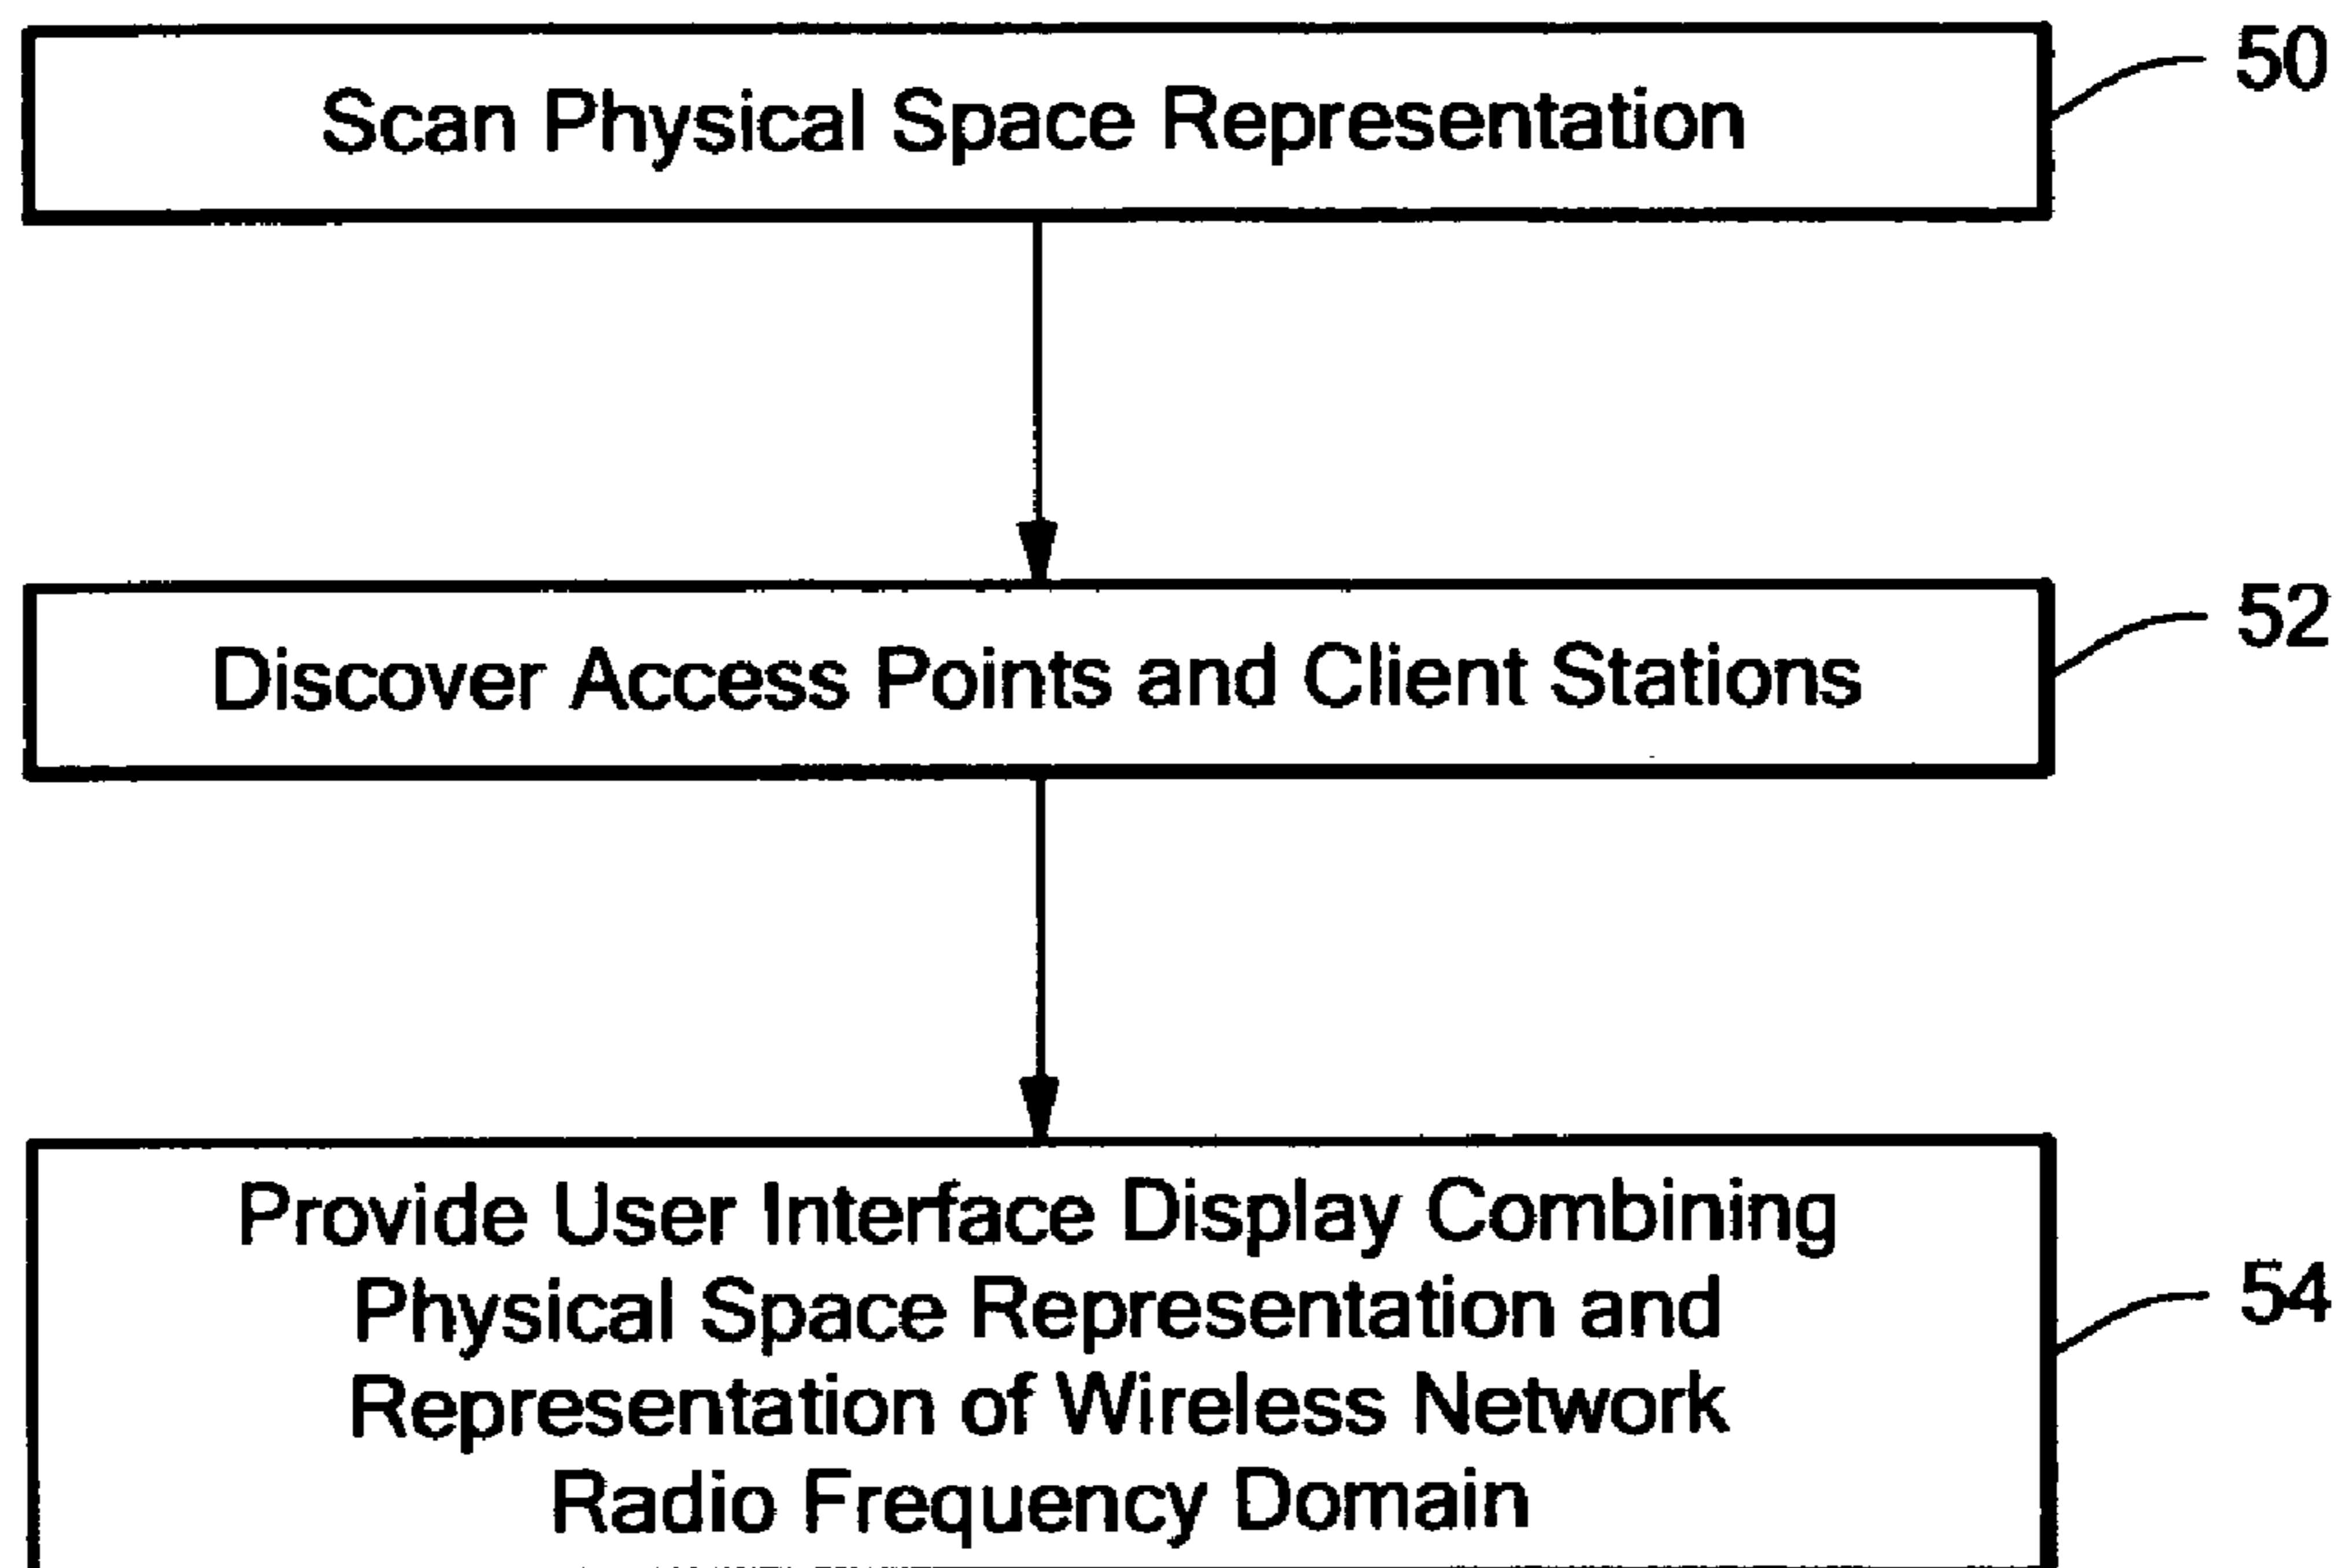 50
Scan Physical Space Representation
52
Discover Access Points and Client Stations
Provide User Interface Display Combining
Physical Space Representation and
54
Representation of Wireless Network
Radio Frequency Domain